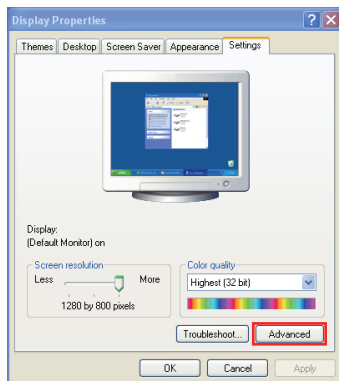 Display Properties
Themes Desktop Screen Saver Appearance Settings
Display:
(Default Monitor) on
Screen resolution
Less More
1280 by 800 pixels
Color quality
Highest (32 bit)
Troubleshoot... Advanced
OK Cancel Apply